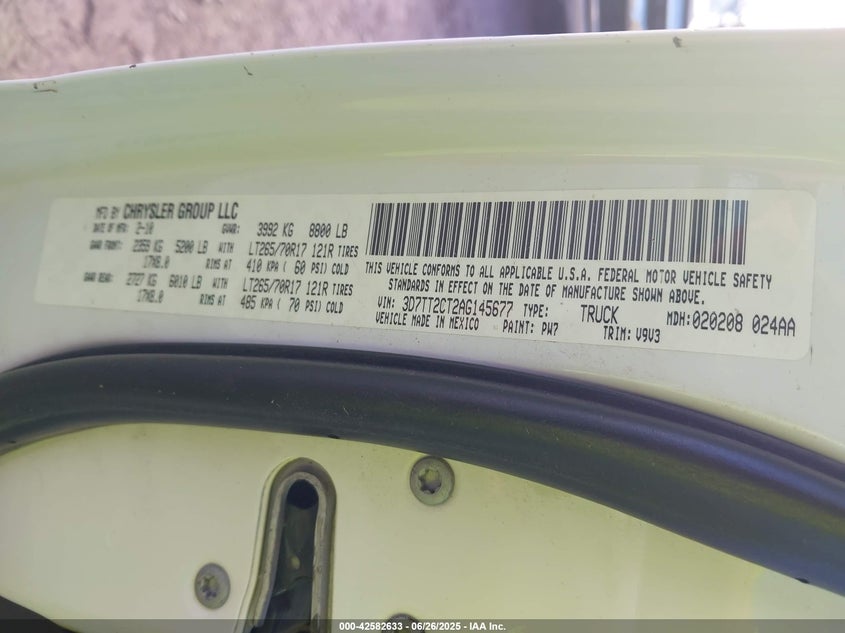 MFD BY CHRYSLER GROUP LLC
DATE OF MFR: 2-10 GVWR: 3992 KG 8800 LB
GAWR FRONT: 2359 KG 5200 LB WITH LT265/70R17 121R TIRES
17X8.0 RIMS AT 410 KPA ( 60 PSI) COLD
GAWR REAR: 2727 KG 6010 LB WITH LT265/70R17 121R TIRES
17X8.0 RIMS AT 485 KPA ( 70 PSI) COLD
THIS VEHICLE CONFORMS TO ALL APPLICABLE U.S.A. FEDERAL MOTOR VEHICLE SAFETY
STANDARDS IN EFFECT ON THE DATE OF MANUFACTURE SHOWN ABOVE.
VIN: 3D7TT2CT2AG145677 TYPE: TRUCK MDH:020208 024AA
VEHICLE MADE IN MEXICO PAINT: PW7 TRIM: V9V3
000-42582633 - 06/26/2025 - IAA Inc.